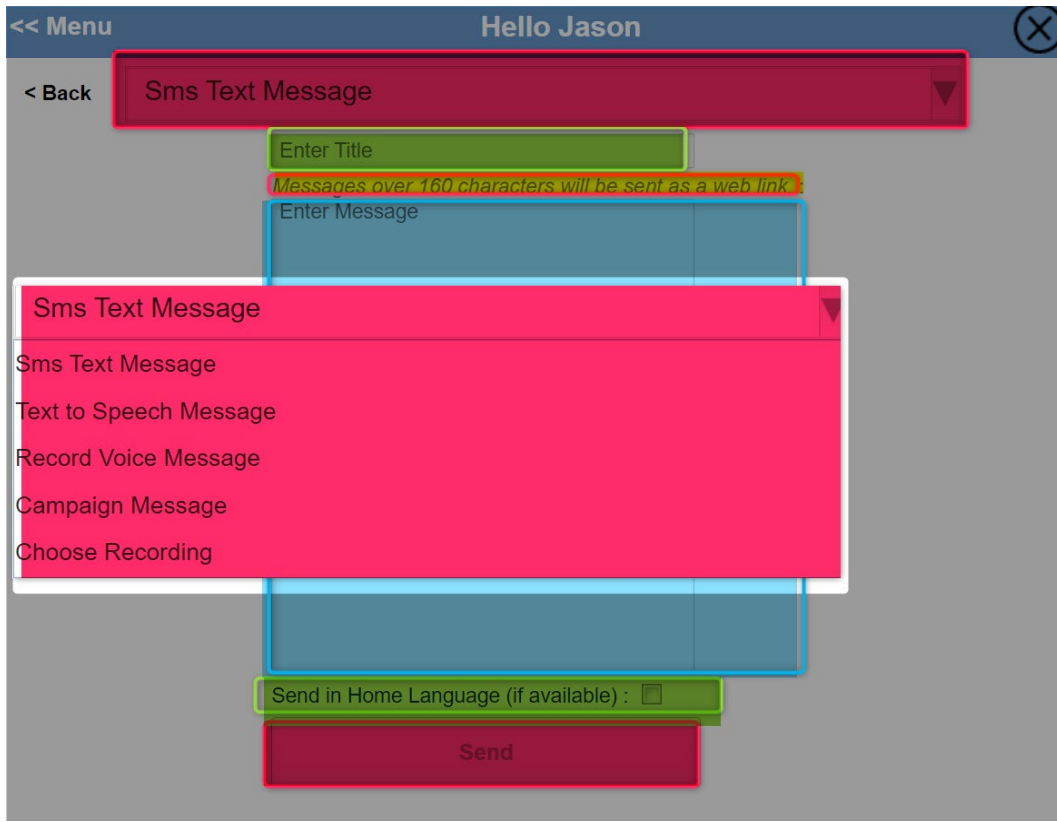 << Menu
Hello Jason
< Back
Sms Text Message
Enter Title
Messages over 160 characters will be sent as a web link :
Enter Message
Sms Text Message
Sms Text Message
Text to Speech Message
Record Voice Message
Campaign Message
Choose Recording
Send in Home Language (if available) :
Send